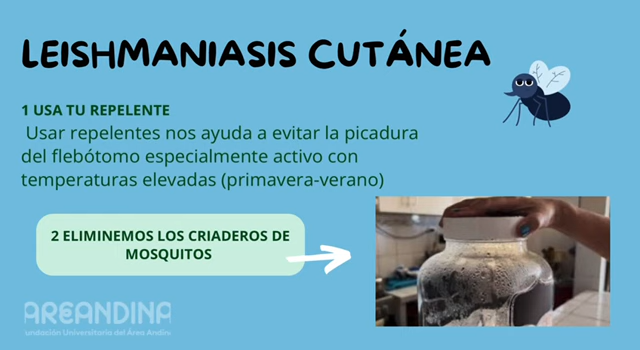 LEISHMANIASIS CUTÁNEA
1 USA TU REPELENTE
Usar repelentes nos ayuda a evitar la picadura
del flebótomo especialmente activo con
temperaturas elevadas (primavera-verano)
2 ELIMINEMOS LOS CRIADEROS DE
MOSQUITOS
AREANDINA
undación Universitaria del Área Andin